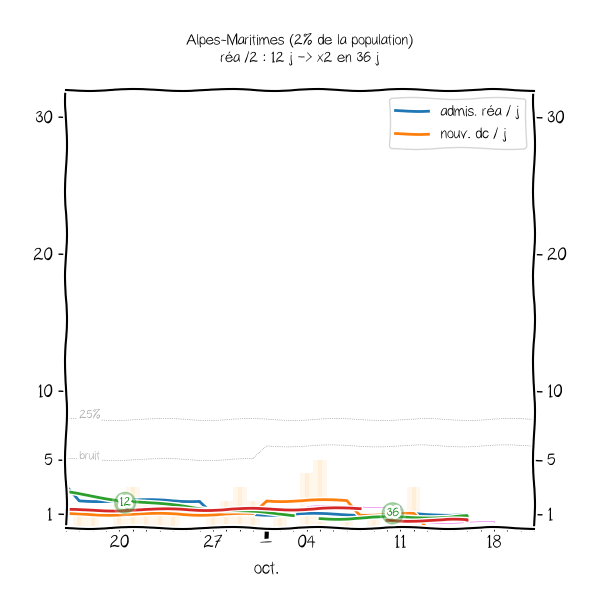 Alpes-Maritimes (2% de la population)
réa /2 : 12 j -> x2 en 36 j
admis. réa / j
nouv. dc / j
30 30
20 20
10 10
25%
5 bruit 5
12
36
1 1
20 27 1 04 11 18
oct.